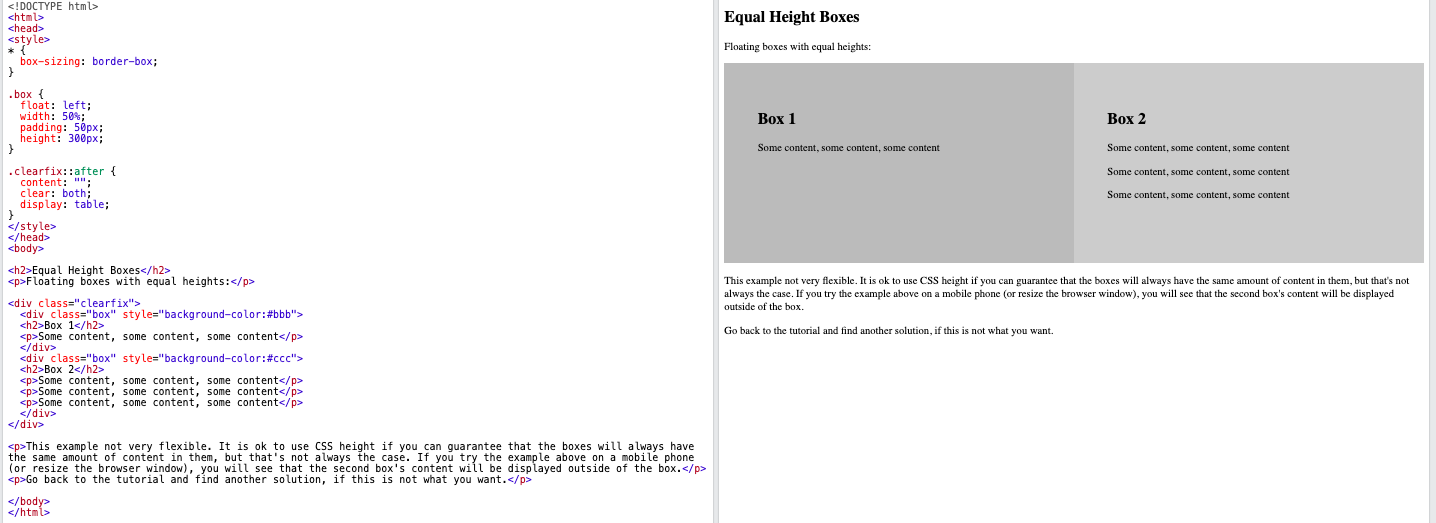 <!DOCTYPE html>
<html>
<head>
<style>
* {
  box-sizing: border-box;
}

.box {
  float: left;
  width: 50%;
  padding: 50px;
  height: 300px;
}

.clearfix::after {
  content: "";
  clear: both;
  display: table;
}
</style>
</head>
<body>

<h2>Equal Height Boxes</h2>
<p>Floating boxes with equal heights:</p>

<div class="clearfix">
  <div class="box" style="background-color:#bbb">
  <h2>Box 1</h2>
  <p>Some content, some content, some content</p>
  </div>
  <div class="box" style="background-color:#ccc">
  <h2>Box 2</h2>
  <p>Some content, some content, some content</p>
  <p>Some content, some content, some content</p>
  <p>Some content, some content, some content</p>
  </div>
</div>

<p>This example not very flexible. It is ok to use CSS height if you can guarantee that the boxes will always have
the same amount of content in them, but that's not always the case. If you try the example above on a mobile phone
(or resize the browser window), you will see that the second box's content will be displayed outside of the box.</p>
<p>Go back to the tutorial and find another solution, if this is not what you want.</p>

</body>
</html>
Equal Height Boxes
Floating boxes with equal heights:
Box 1
Some content, some content, some content
Box 2
Some content, some content, some content
Some content, some content, some content
Some content, some content, some content
This example not very flexible. It is ok to use CSS height if you can guarantee that the boxes will always have the same amount of content in them, but that's not
always the case. If you try the example above on a mobile phone (or resize the browser window), you will see that the second box's content will be displayed
outside of the box.
Go back to the tutorial and find another solution, if this is not what you want.